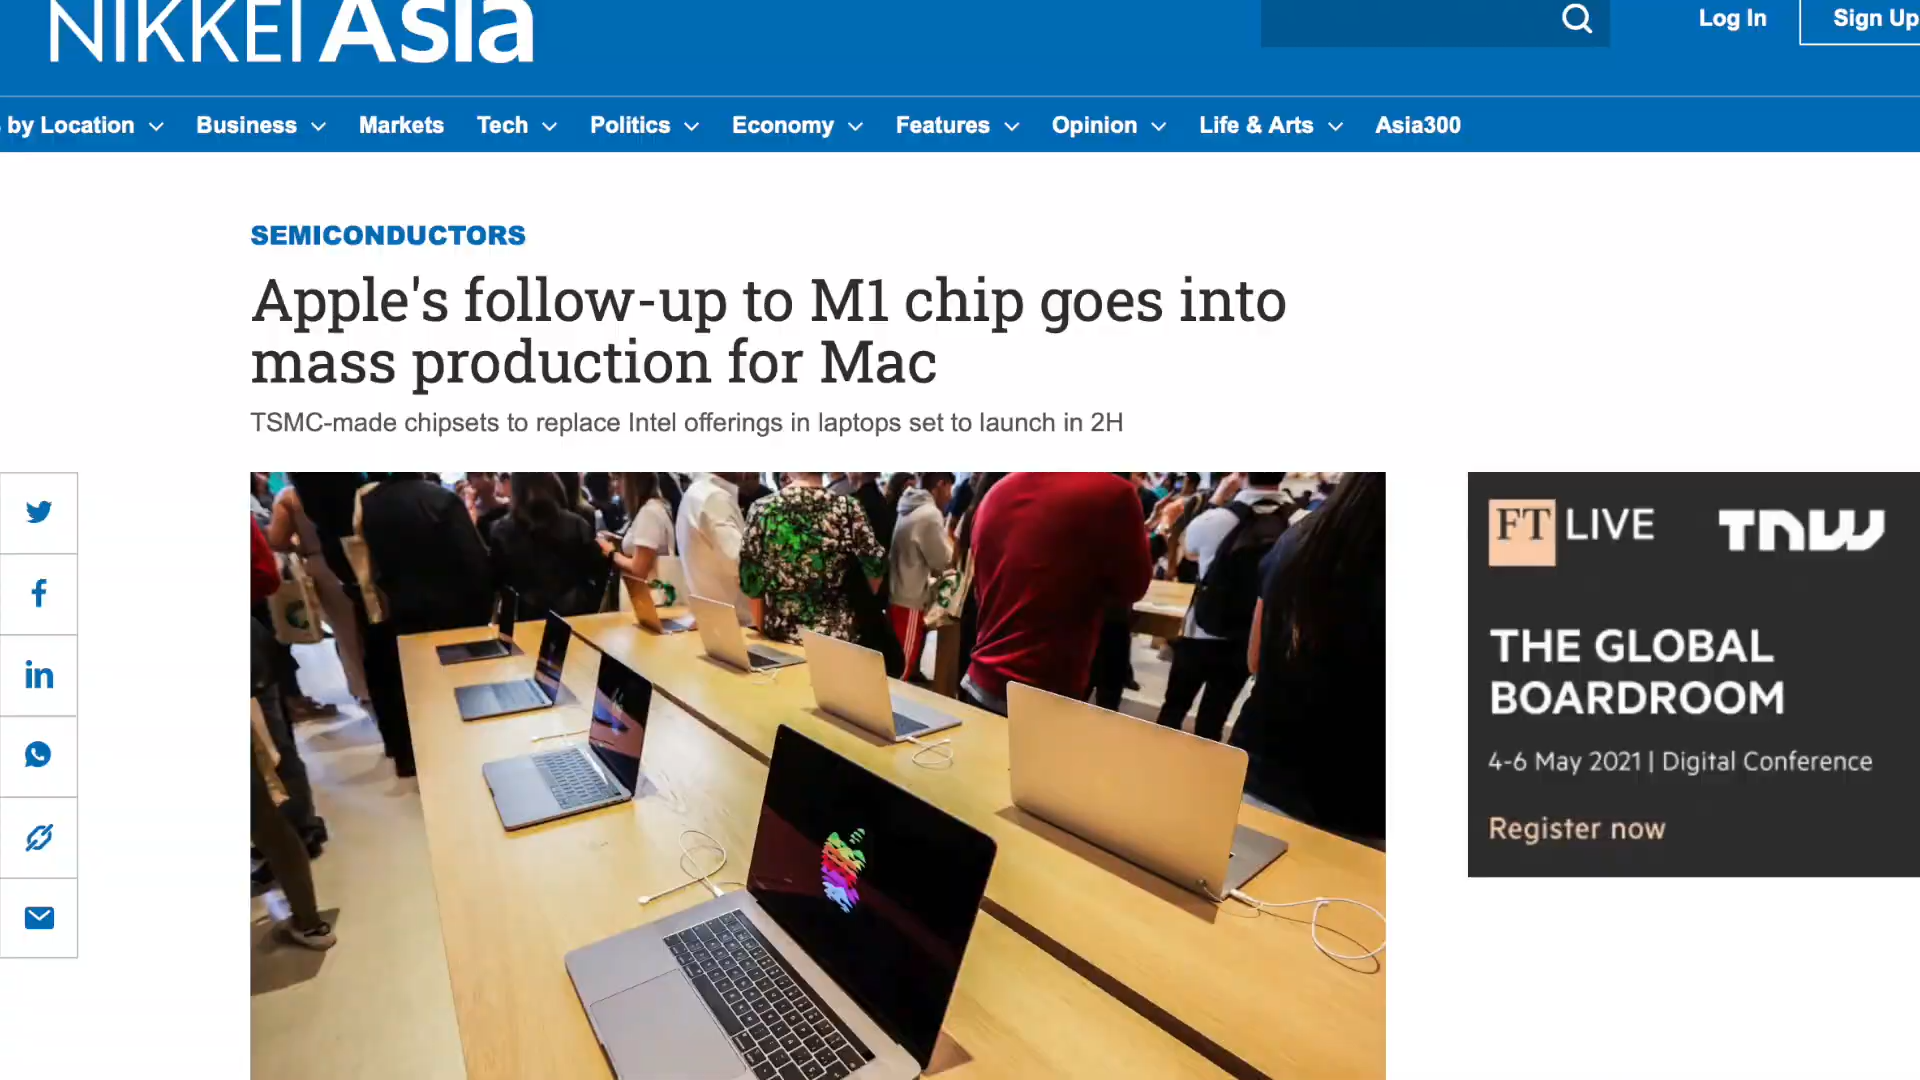 NIKKEI Asia
Log In
Sign Up
by Location
Business
Markets
Tech
Politics
Economy
Features
Opinion
Life & Arts
Asia300
SEMICONDUCTORS
Apple's follow-up to M1 chip goes into
mass production for Mac
TSMC-made chipsets to replace Intel offerings in laptops set to launch in 2H
FT LIVE
TNW
THE GLOBAL
BOARDROOM
4-6 May 2021 | Digital Conference
Register now